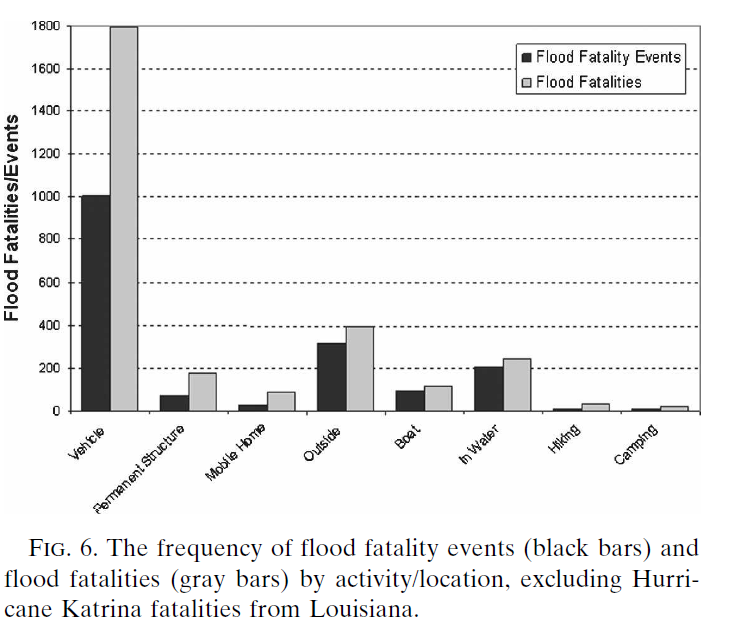 1800
Flood Fatality Events
1600
Flood Fatalities
1400
1200
1000
800
600
400
200
0
Flood Fatalities/Events
Vehicle
Permanent Structure
Mobile Home
Outside
Boat
In Water
Hiking
Camping
FIG. 6. The frequency of flood fatality events (black bars) and
flood fatalities (gray bars) by activity/location, excluding Hurri-
cane Katrina fatalities from Louisiana.